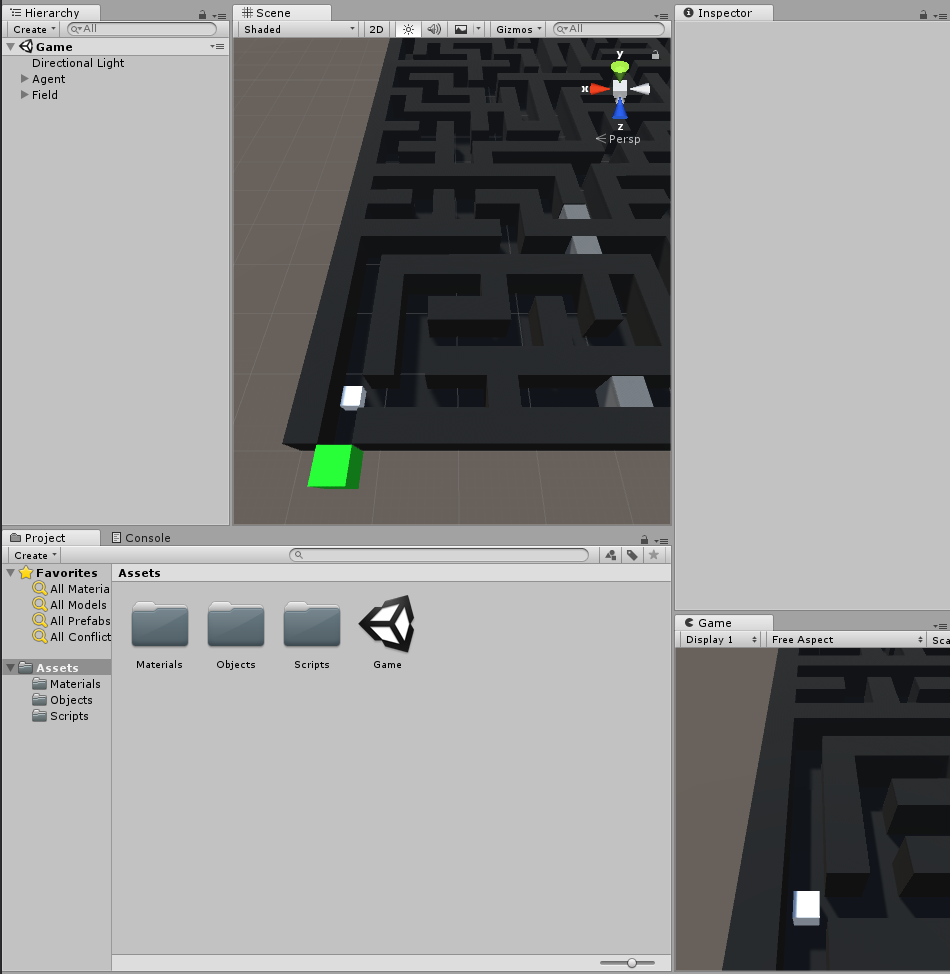 Hierarchy
Create
All
Game
Directional Light
Agent
Field
Scene
Shaded
2D
Gizmos
All
y
x
z
Persp
Inspector
Project
Console
Create
Favorites
All Materia
All Models
All Prefabs
All Conflict
Assets
Materials
Objects
Scripts
Assets
Materials
Objects
Scripts
Game
Game
Display 1
Free Aspect
Sca